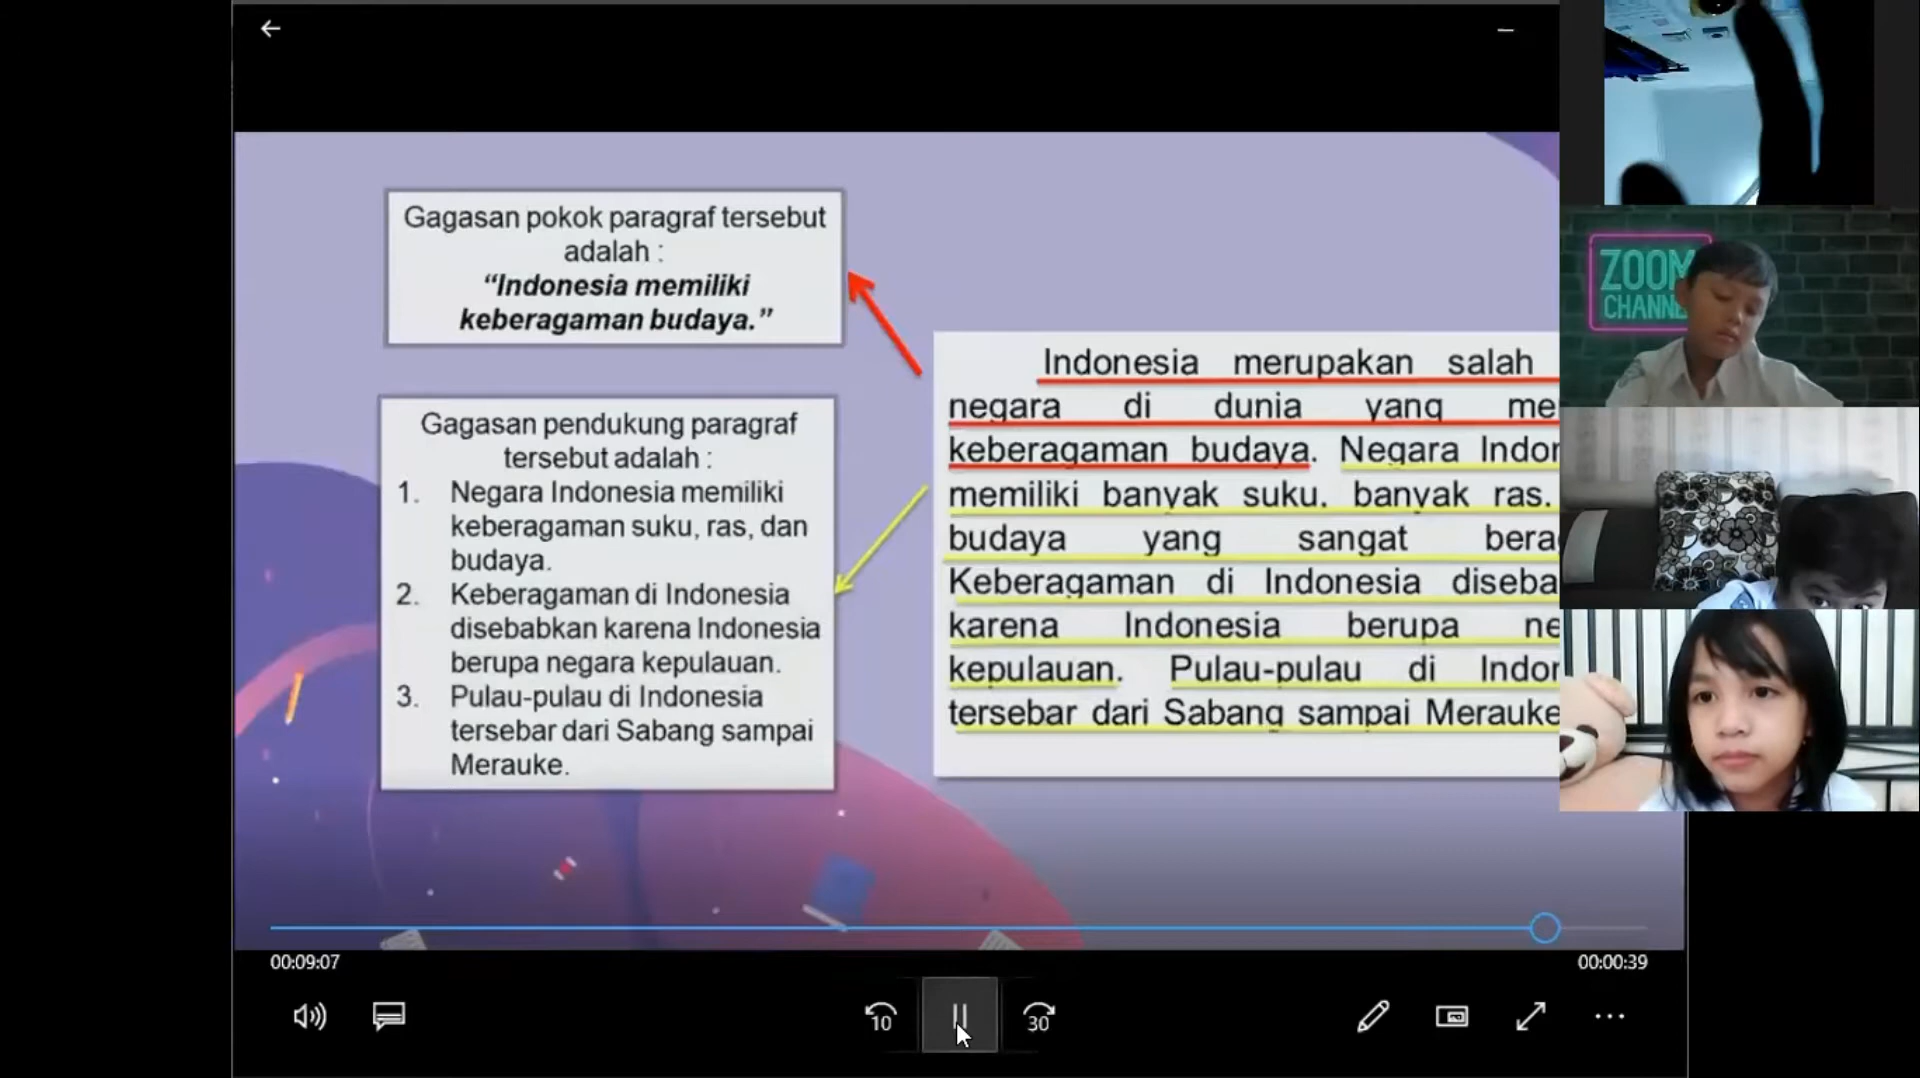 Gagasan pokok paragraf tersebut
adalah :
“Indonesia memiliki
keberagaman budaya.”
Gagasan pendukung paragraf
tersebut adalah :
1. Negara Indonesia memiliki
keberagaman suku, ras, dan
budaya.
2. Keberagaman di Indonesia
disebabkan karena Indonesia
berupa negara kepulauan.
3. Pulau-pulau di Indonesia
tersebar dari Sabang sampai
Merauke.
Indonesia merupakan salah
negara di dunia yang
keberagaman budaya. Negara
memiliki banyak suku, banyak ras,
budaya yang sangat
Keberagaman di Indonesia
karena Indonesia berupa
kepulauan. Pulau-pulau di
tersebar dari Sabang sampai Merauke
ZOOM
00:09:07
00:00:39
10
30